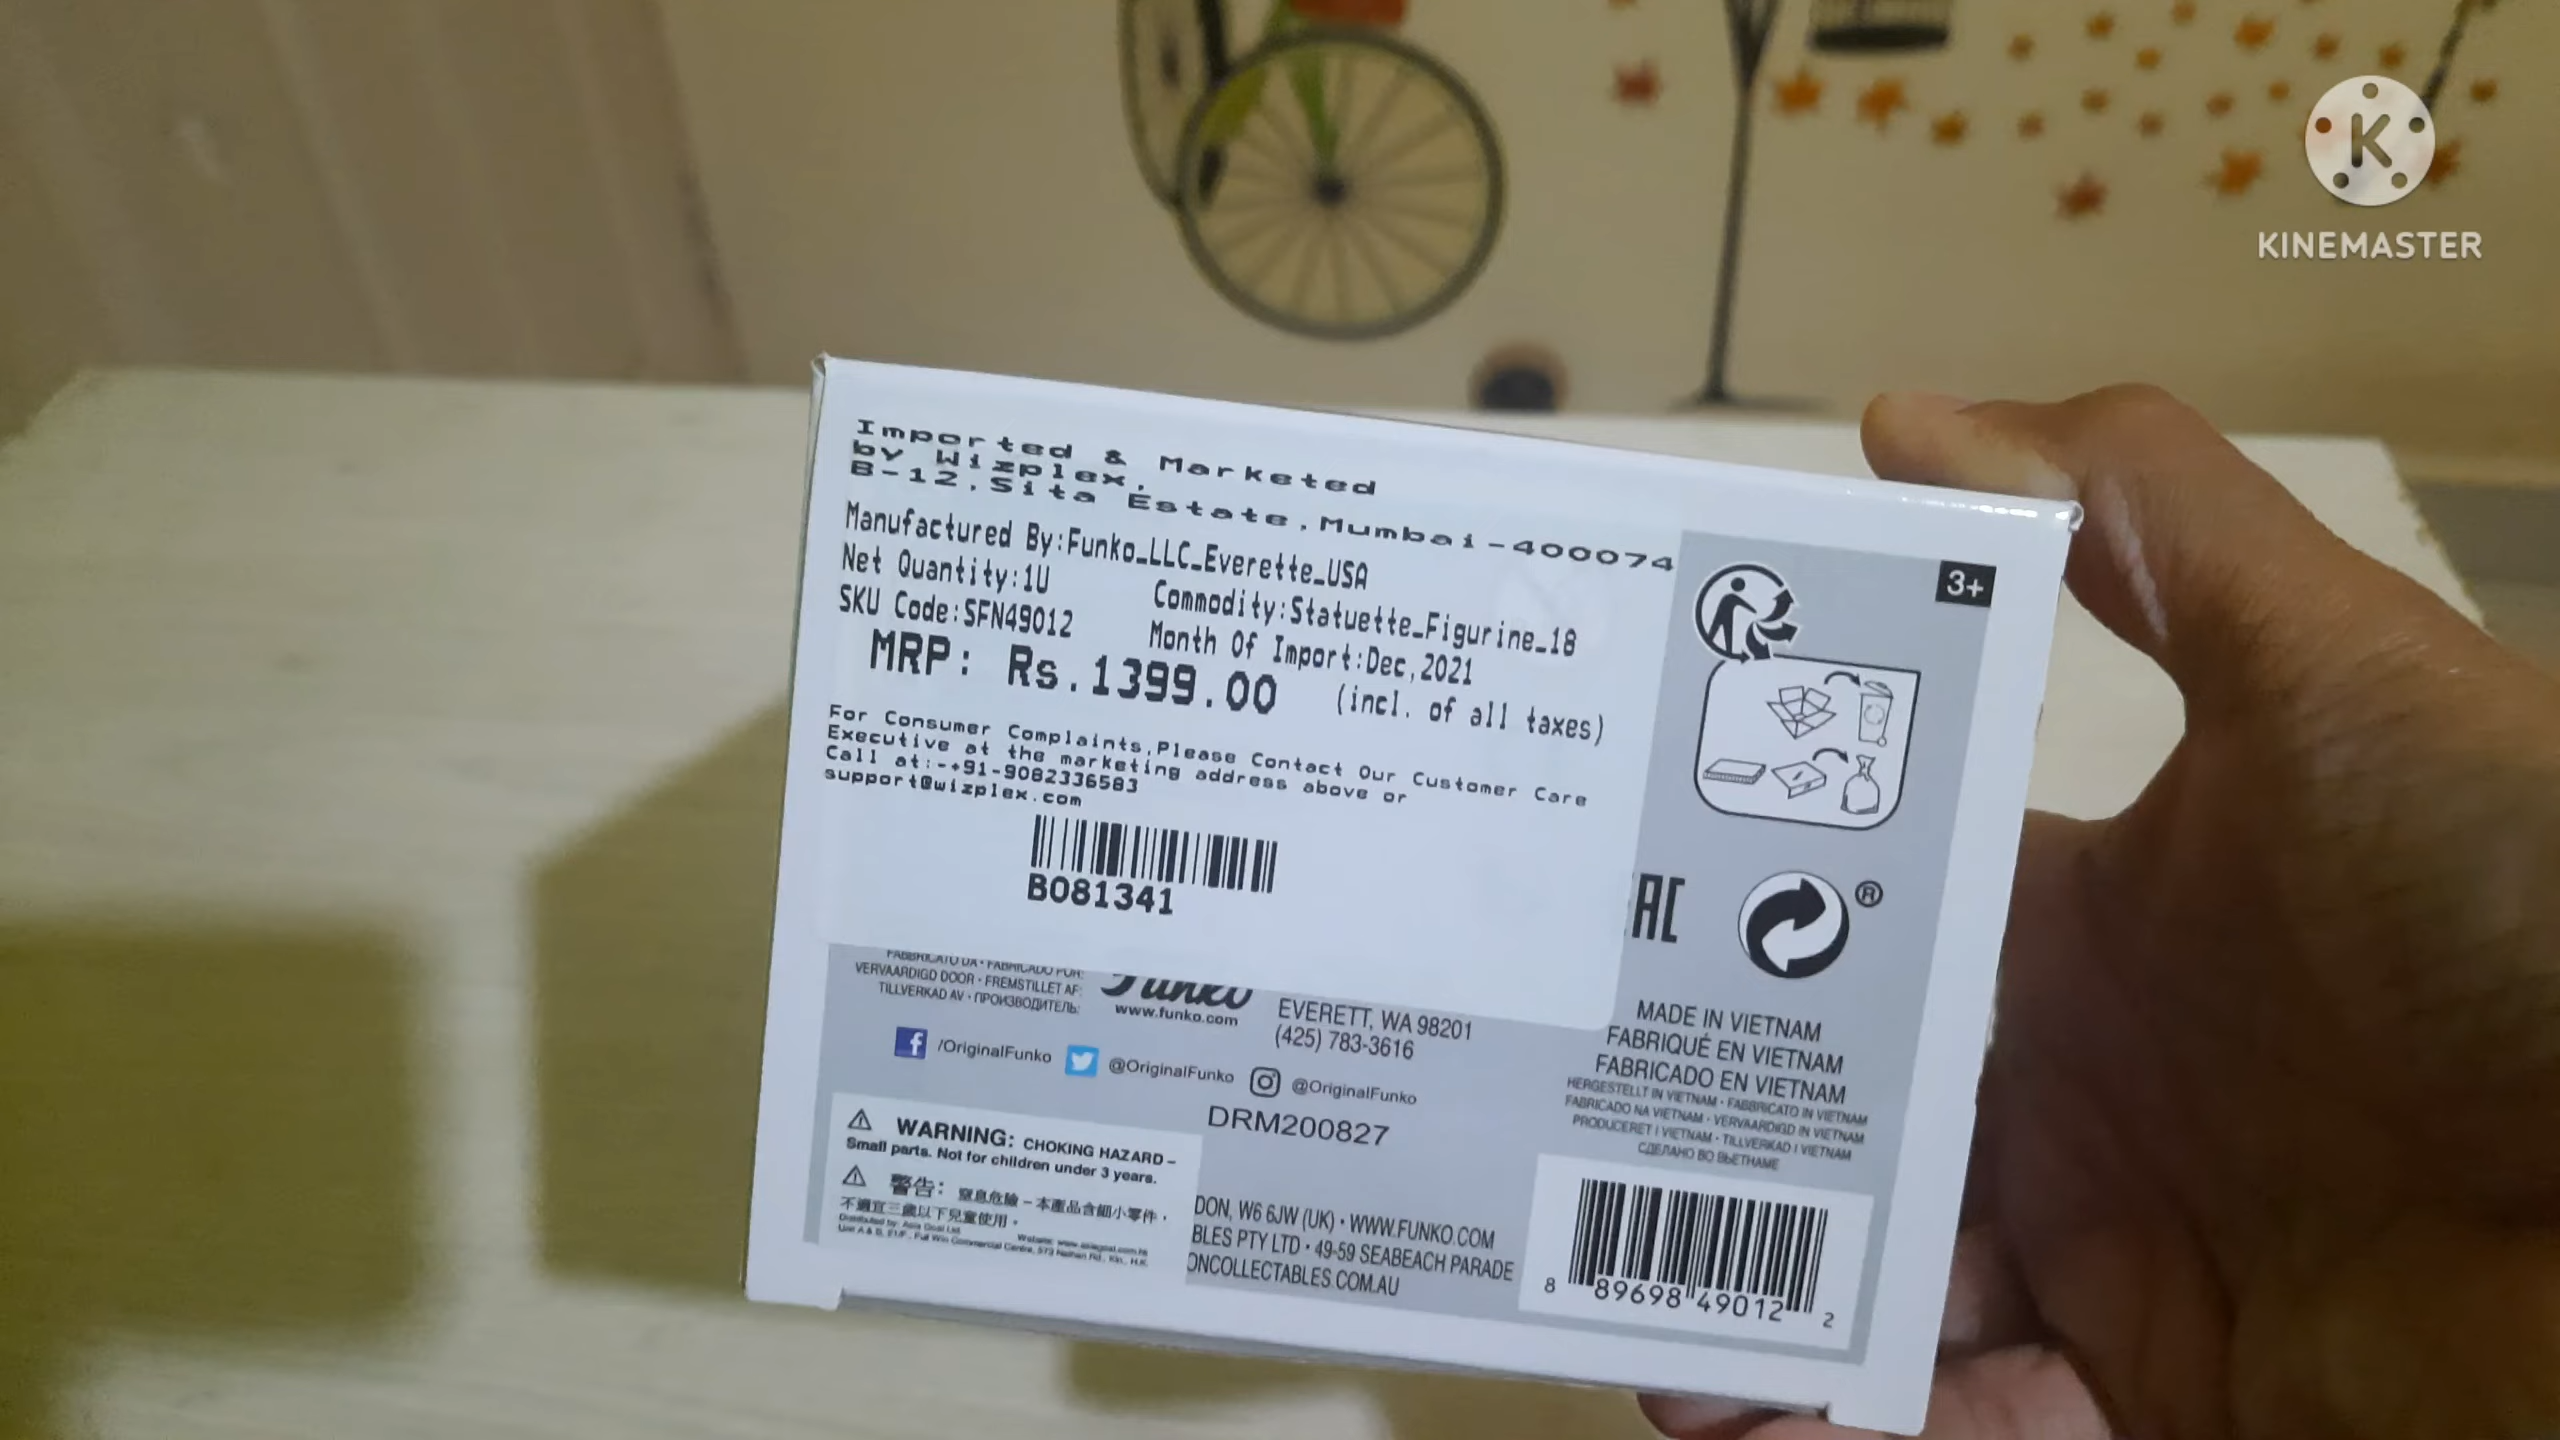 KINEMASTER
Imported & Marketed
by Wizplex,
B-12,Sita Estate,Mumbai-400074
Manufactured By:Funko_LLC_Everette_USA
Net Quantity:1U
Commodity:Statuette_Figurine_18
SKU Code:SFN49012
Month Of Import:Dec,2021
MRP: Rs.1399.00 (incl. of all taxes)
For Consumer Complaints,Please Contact Our Customer Care
Executive at the marketing address above or
Call at:-+91-9082336583
support@wizplex.com
B081341
3+
EAC
®
FABBRICATO DA • FABRICADO POR:
VERVAARDIGD DOOR • FREMSTILLET AF:
TILLVERKAD AV • ПРОИЗВОДИТЕЛЬ:
Funko
www.funko.com
EVERETT, WA 98201
(425) 783-3616
/OriginalFunko
@OriginalFunko
@OriginalFunko
DRM200827
MADE IN VIETNAM
FABRIQUÉ EN VIETNAM
FABRICADO EN VIETNAM
HERGESTELLT IN VIETNAM • FABBRICATO IN VIETNAM
FABRICADO NA VIETNAM • VERVAARDIGD IN VIETNAM
PRODUCERET I VIETNAM • TILLVERKAD I VIETNAM
СДЕЛАНО ВО ВЬЕТНАМЕ
WARNING: CHOKING HAZARD –
Small parts. Not for children under 3 years.
警告: 窒息危險 – 本產品含細小零件,
不適宜三歲以下兒童使用。
Distributed by: Asia Goal Ltd.
DON, W6 6JW (UK) • WWW.FUNKO.COM
BLES PTY LTD • 49-59 SEABEACH PARADE
ONCOLLECTABLES.COM.AU
8 89698 49012 2